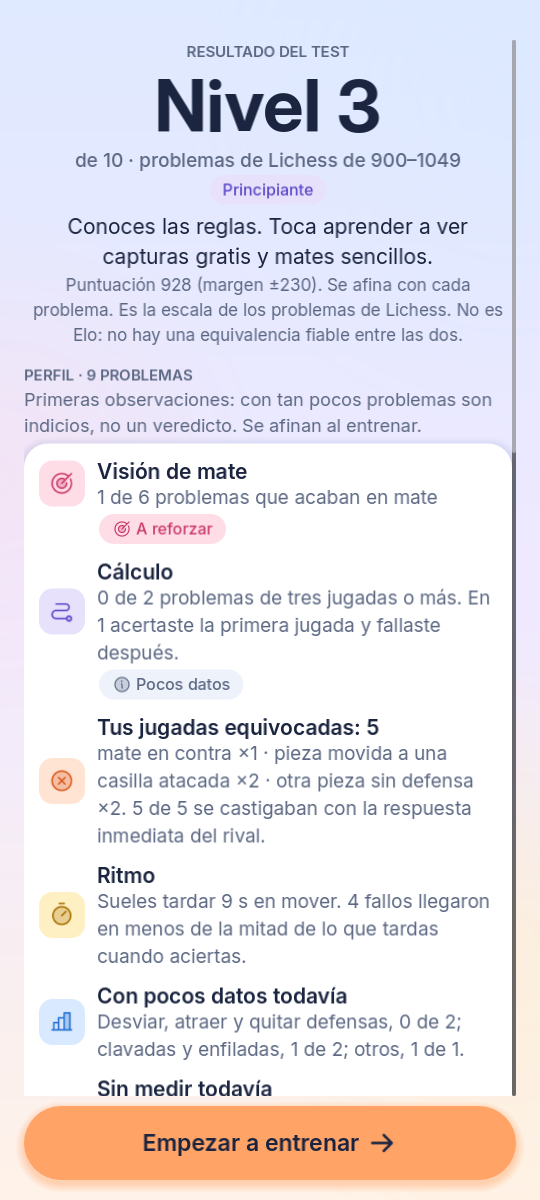 RESULTADO DEL TEST
Nivel 3
de 10 · problemas de Lichess de 900–1049
Principiante
Conoces las reglas. Toca aprender a ver
capturas gratis y mates sencillos.
Puntuación 928 (margen ±230). Se afina con cada
problema. Es la escala de los problemas de Lichess. No es
Elo: no hay una equivalencia fiable entre las dos.
PERFIL · 9 PROBLEMAS
Primeras observaciones: con tan pocos problemas son
indicios, no un veredicto. Se afinan al entrenar.
Visión de mate
1 de 6 problemas que acaban en mate
A reforzar
Cálculo
0 de 2 problemas de tres jugadas o más. En
1 acertaste la primera jugada y fallaste
después.
Pocos datos
Tus jugadas equivocadas: 5
mate en contra ×1 · pieza movida a una
casilla atacada ×2 · otra pieza sin defensa
×2. 5 de 5 se castigaban con la respuesta
inmediata del rival.
Ritmo
Sueles tardar 9 s en mover. 4 fallos llegaron
en menos de la mitad de lo que tardas
cuando aciertas.
Con pocos datos todavía
Desviar, atraer y quitar defensas, 0 de 2;
clavadas y enfiladas, 1 de 2; otros, 1 de 1.
Sin medir todavía
Empezar a entrenar →